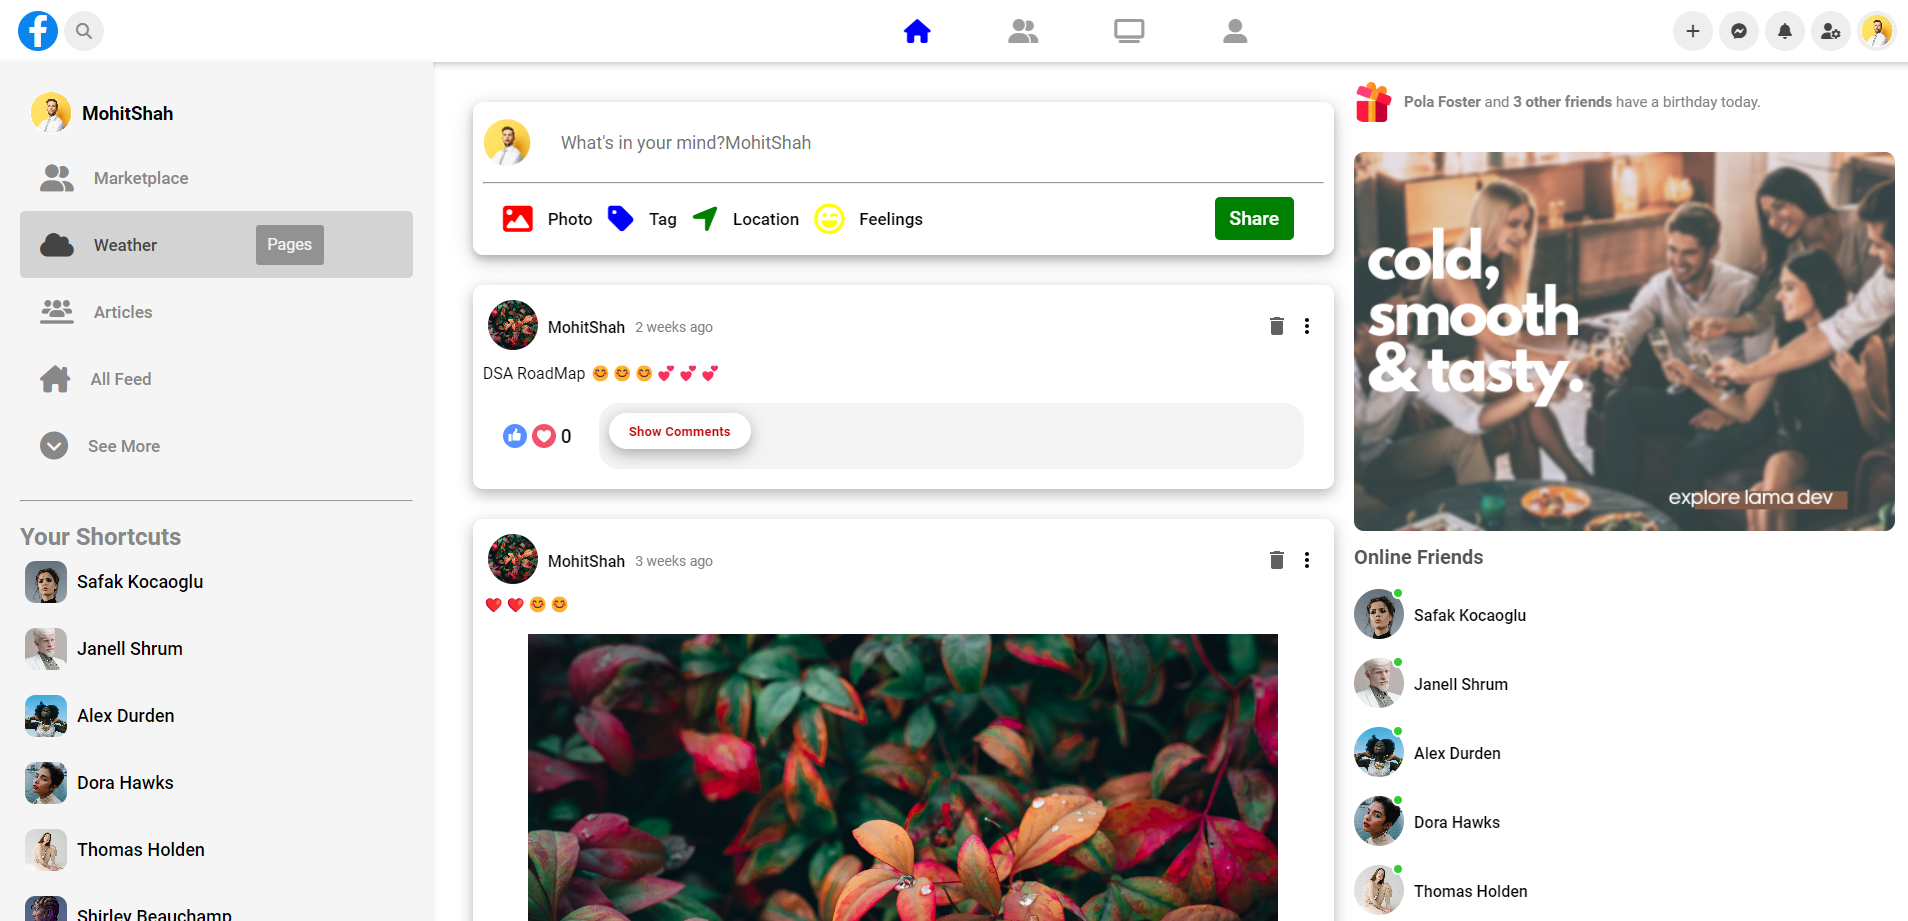 MohitShah
Marketplace
Weather
Pages
Articles
All Feed
See More
Your Shortcuts
Safak Kocaoglu
Janell Shrum
Alex Durden
Dora Hawks
Thomas Holden
Shirley Beauchamp
What's in your mind?MohitShah
Photo Tag Location Feelings Share
MohitShah 2 weeks ago
DSA RoadMap 😊😊😊💕💕💕
0 Show Comments
MohitShah 3 weeks ago
❤️❤️😊😊
Pola Foster and 3 other friends have a birthday today.
cold,
smooth
& tasty.
explore lama dev
Online Friends
Safak Kocaoglu
Janell Shrum
Alex Durden
Dora Hawks
Thomas Holden